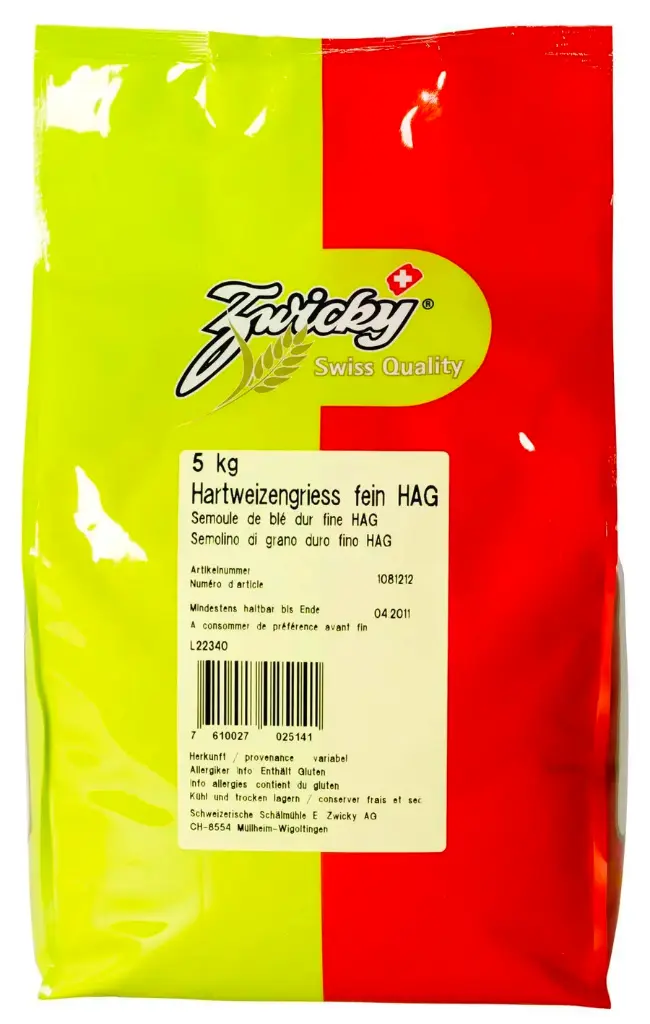 Zwicky®
Swiss Quality
5 kg
Hartweizengriess fein HAG
Semoule de blé dur fine HAG
Semolino di grano duro fino HAG
Artikelnummer
Numéro d'article 1081212
Mindestens haltbar bis Ende 04.2011
A consommer de préférence avant fin
L22340
7 610027 025141
Herkunft / provenance variabel
Allergiker Info Enthält Gluten
Info allergies contient du gluten
Kühl und trocken lagern / conserver frais et sec
Schweizerische Schälmühle E. Zwicky AG
CH-8554 Müllheim-Wigoltingen